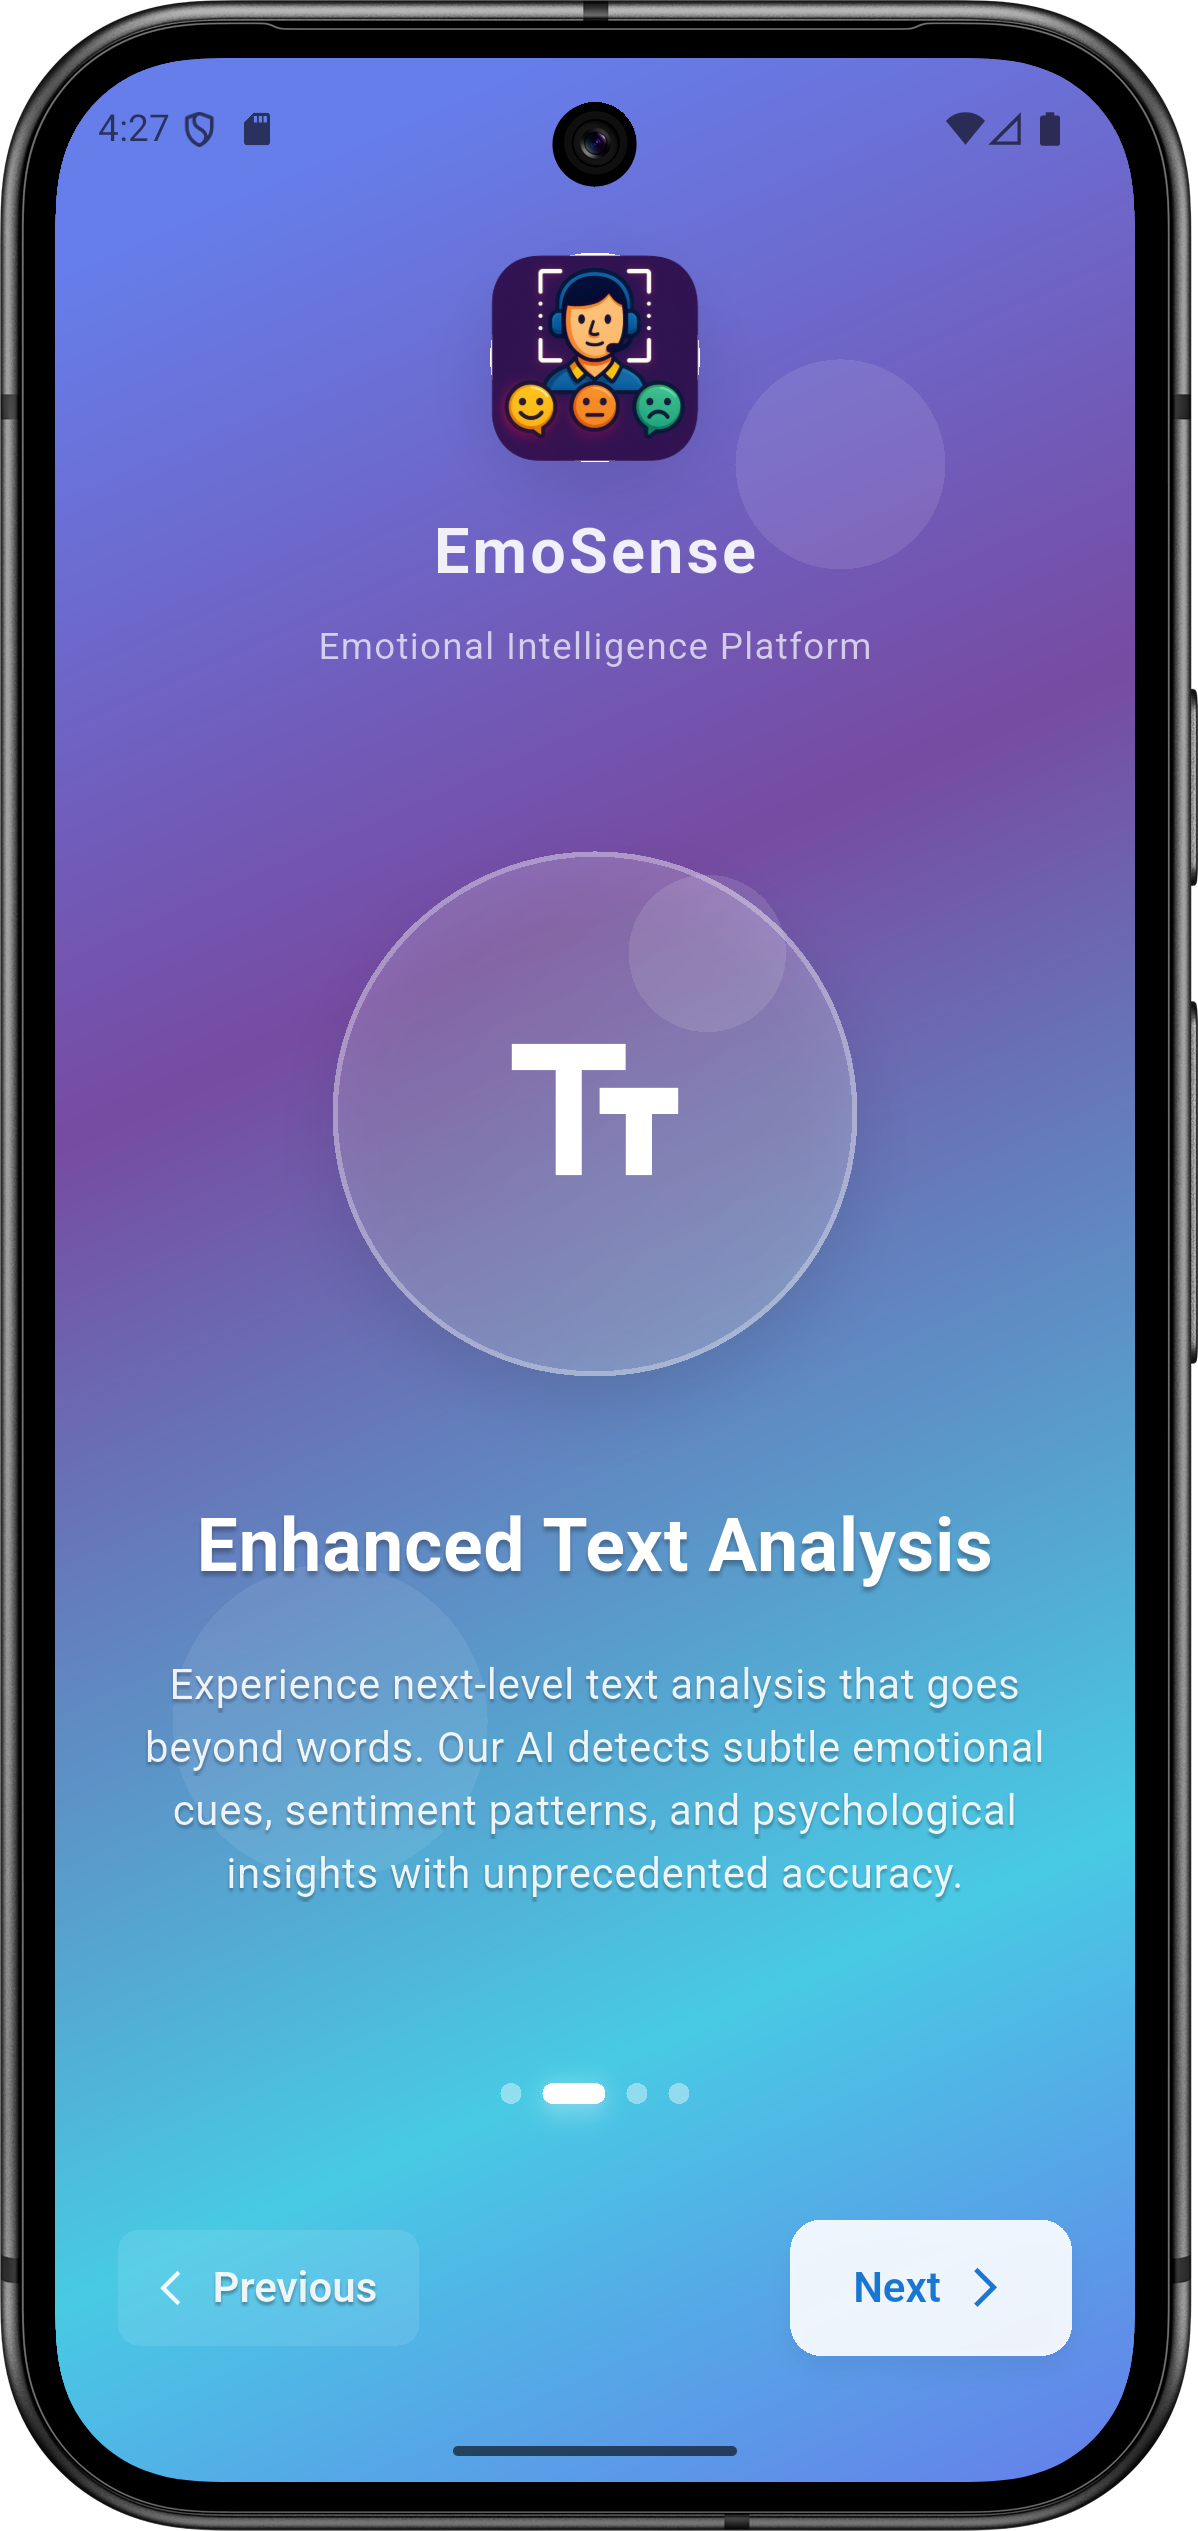 4:27
EmoSense
Emotional Intelligence Platform
Tт
Enhanced Text Analysis
Experience next-level text analysis that goes
beyond words. Our AI detects subtle emotional
cues, sentiment patterns, and psychological
insights with unprecedented accuracy.
Previous
Next